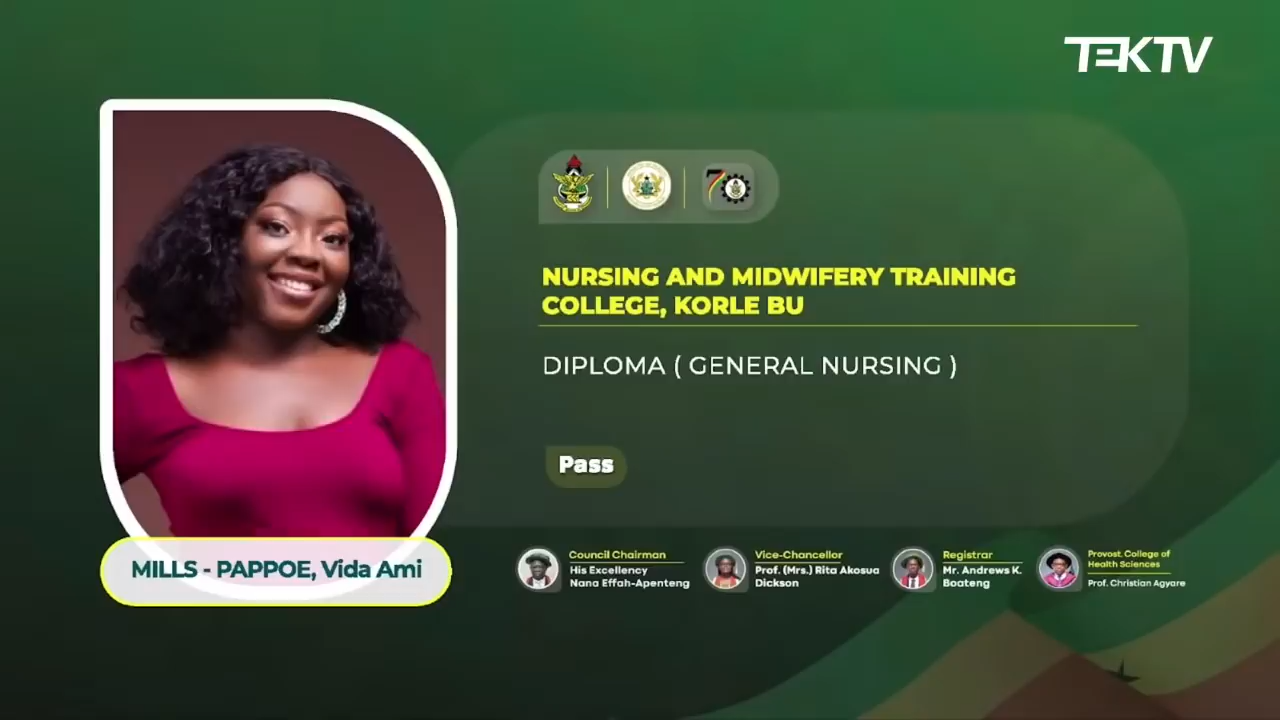 TEKTV
NURSING AND MIDWIFERY TRAINING
COLLEGE, KORLE BU
DIPLOMA ( GENERAL NURSING )
Pass
MILLS - PAPPOE, Vida Ami
Council Chairman
His Excellency
Nana Effah-Apenteng
Vice-Chancellor
Prof. (Mrs.) Rita Akosua
Dickson
Registrar
Mr. Andrews K.
Boateng
Provost, College of
Health Sciences
Prof. Christian Agyare